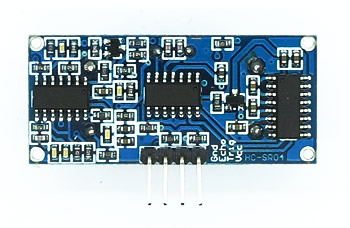 Gnd
Echo
Trig
Vcc
HC-SR04